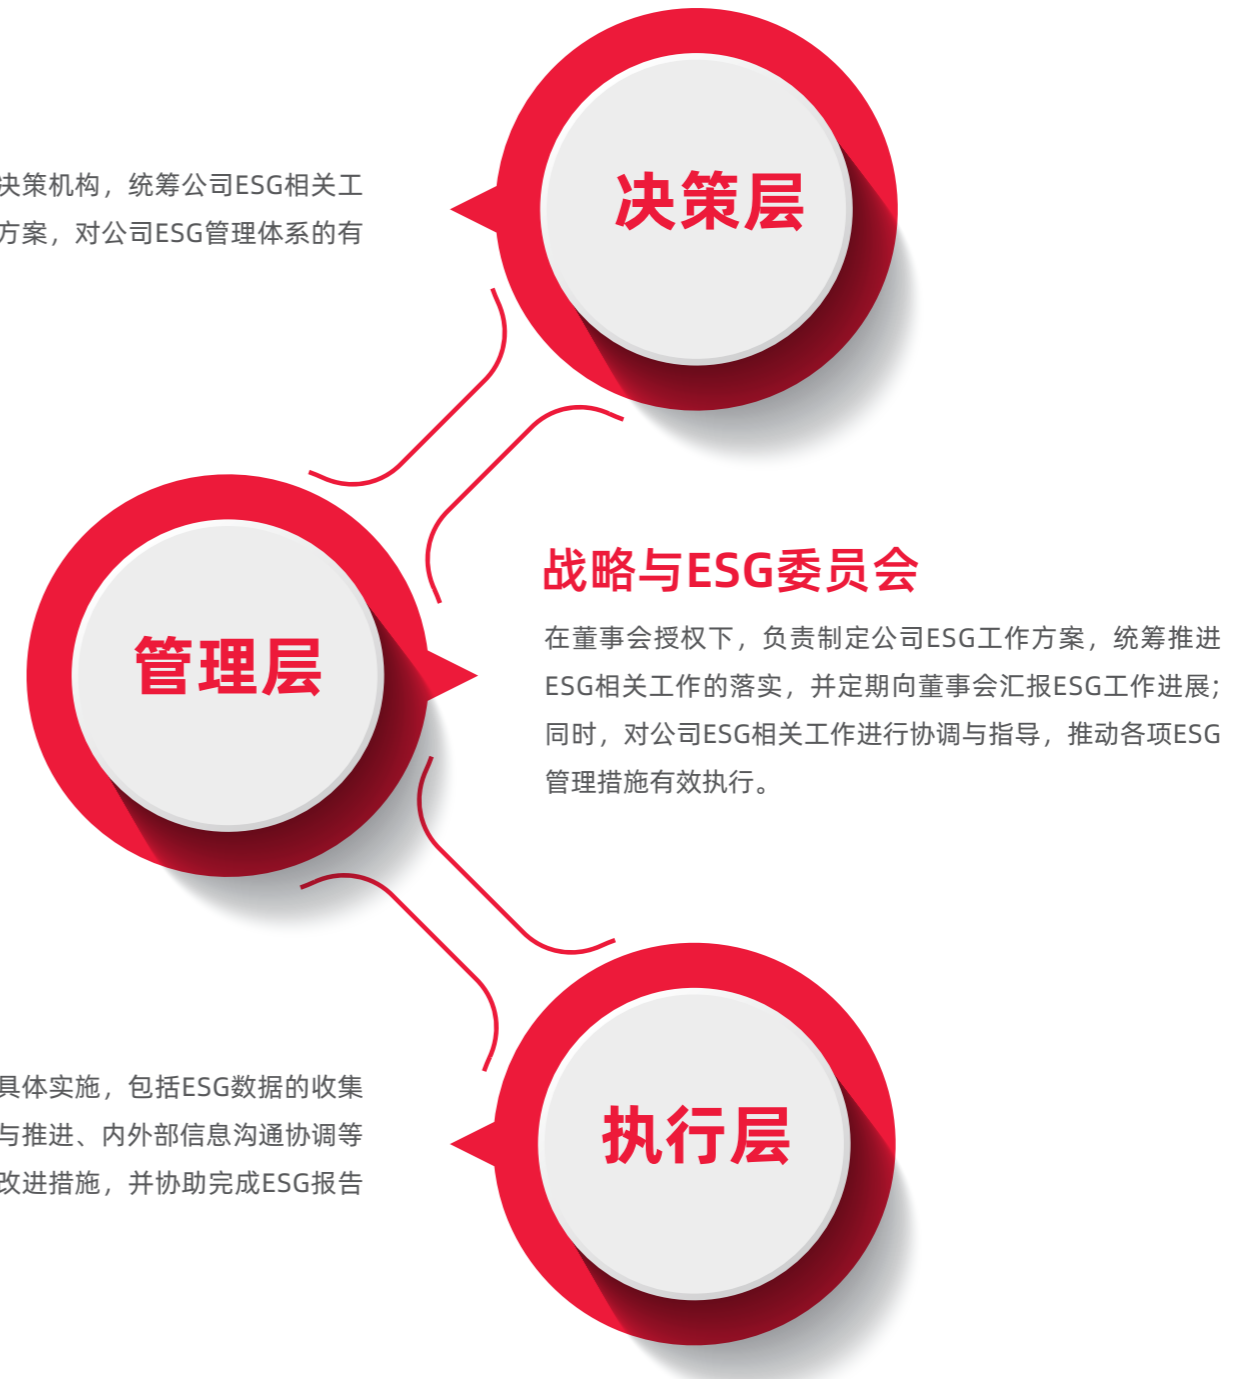 决策层
决策机构，统筹公司ESG相关工
方案，对公司ESG管理体系的有
管理层
战略与ESG委员会
在董事会授权下，负责制定公司ESG工作方案，统筹推进
ESG相关工作的落实，并定期向董事会汇报ESG工作进展；
同时，对公司ESG相关工作进行协调与指导，推动各项ESG
管理措施有效执行。
执行层
具体实施，包括ESG数据的收集
与推进、内外部信息沟通协调等
改进措施，并协助完成ESG报告